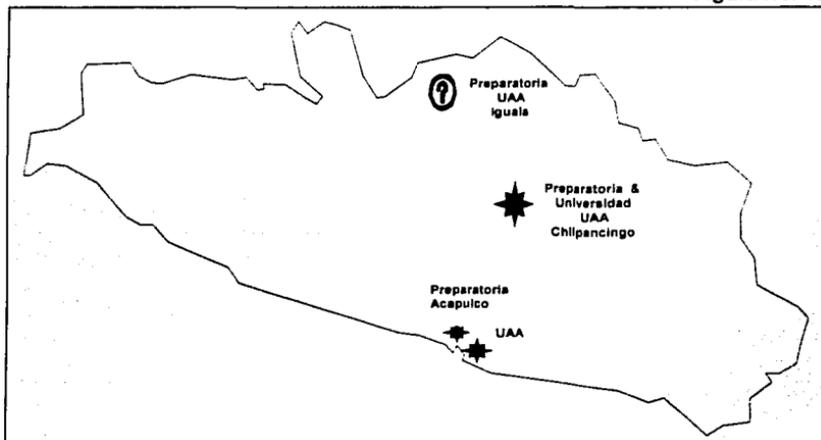 ?
Preparatoria
UAA
Iguala
Preparatoria &
Universidad
UAA
Chilpancingo
Preparatoria
Acapulco
UAA